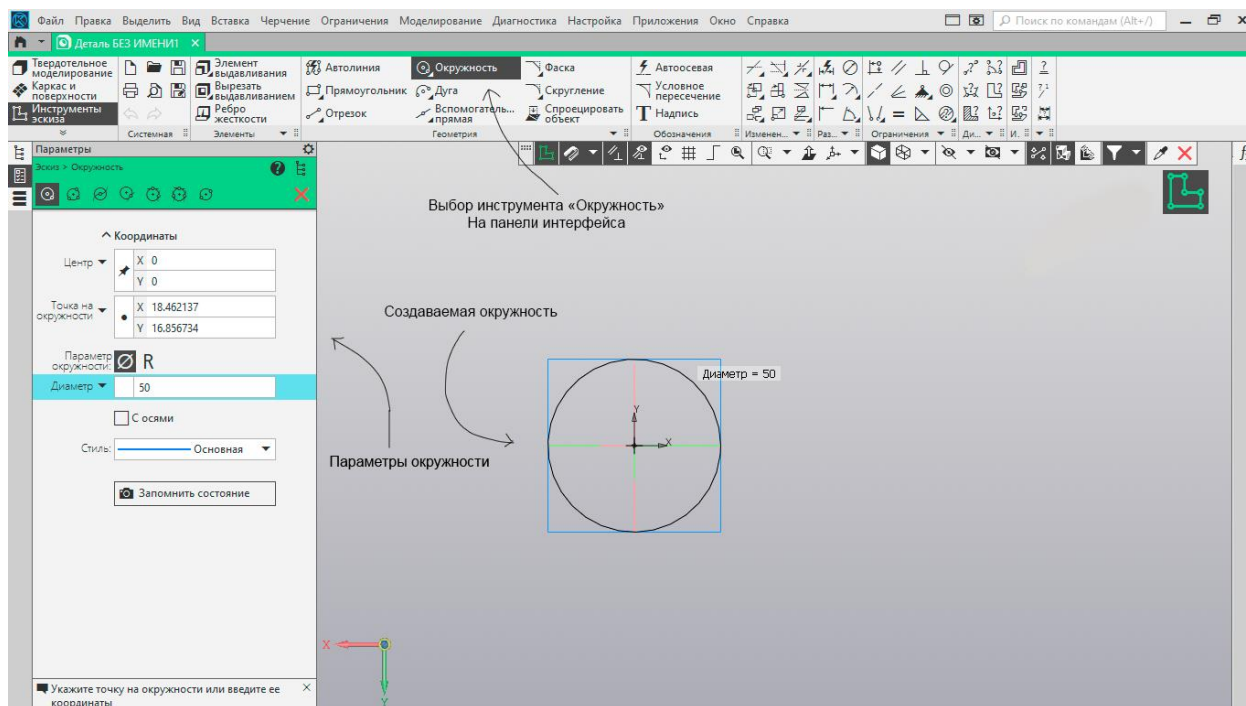 Файл Правка Выделить Вид Вставка Черчение Ограничения Моделирование Диагностика Настройка Приложения Окно Справка
Поиск по командам (Alt+/)
Деталь БЕЗ ИМЕНИ1
Твердотельное
моделирование
Каркас и
поверхности
Инструменты
эскиза
Системная
Элемент
выдавливания
Вырезать
выдавливанием
Ребро
жесткости
Элементы
Автолиния
Прямоугольник
Отрезок
Окружность
Дуга
Вспомогатель...
прямая
Фаска
Скругление
Спроецировать
объект
Геометрия
Автоосевая
Условное
пересечение
Надпись
Обозначения
Изменен...
Раз...
Ограничения
Ди...
И.
Параметры
Эскиз > Окружность
Координаты
Центр
X 0
Y 0
Точка на
окружности
X 18.462137
Y 16.856734
Параметр
окружности:
R
Диаметр
50
С осями
Стиль:
Основная
Запомнить состояние
Укажите точку на окружности или введите ее
координаты
Выбор инструмента «Окружность»
На панели интерфейса
Создаваемая окружность
Параметры окружности
Диаметр = 50
Y
X
X
Y